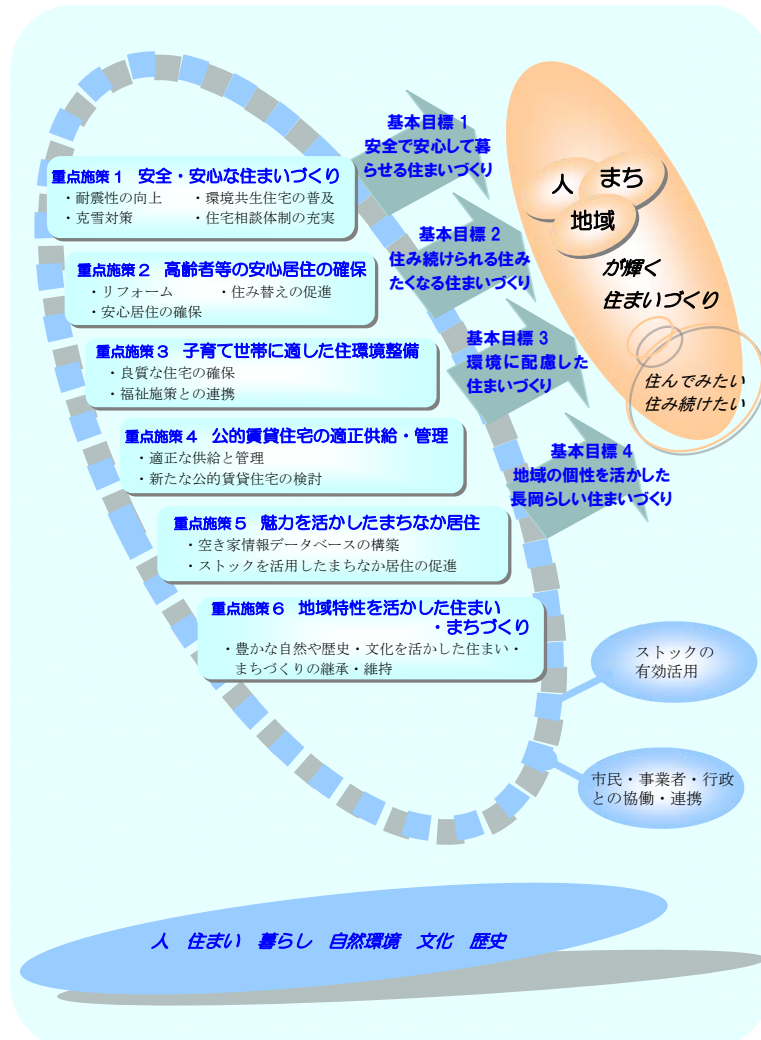 重点施策1 安全・安心な住まいづくり
・耐震性の向上 ・環境共生住宅の普及
・克雪対策 ・住宅相談体制の充実
重点施策2 高齢者等の安心居住の確保
・リフォーム ・住み替えの促進
・安心居住の確保
重点施策3 子育て世帯に適した住環境整備
・良質な住宅の確保
・福祉施策との連携
重点施策4 公的賃貸住宅の適正供給・管理
・適正な供給と管理
・新たな公的賃貸住宅の検討
重点施策5 魅力を活かしたまちなか居住
・空き家情報データベースの構築
・ストックを活用したまちなか居住の促進
重点施策6 地域特性を活かした住まい
・まちづくり
・豊かな自然や歴史・文化を活かした住まい・
まちづくりの継承・維持
基本目標1
安全で安心して暮
らせる住まいづくり
基本目標2
住み続けられる住み
たくなる住まいづくり
基本目標3
環境に配慮した
住まいづくり
基本目標4
地域の個性を活かした
長岡らしい住まいづくり
人 まち
地域
が輝く
住まいづくり
住んでみたい
住み続けたい
ストックの
有効活用
市民・事業者・行政
との協働・連携
人 住まい 暮らし 自然環境 文化 歴史